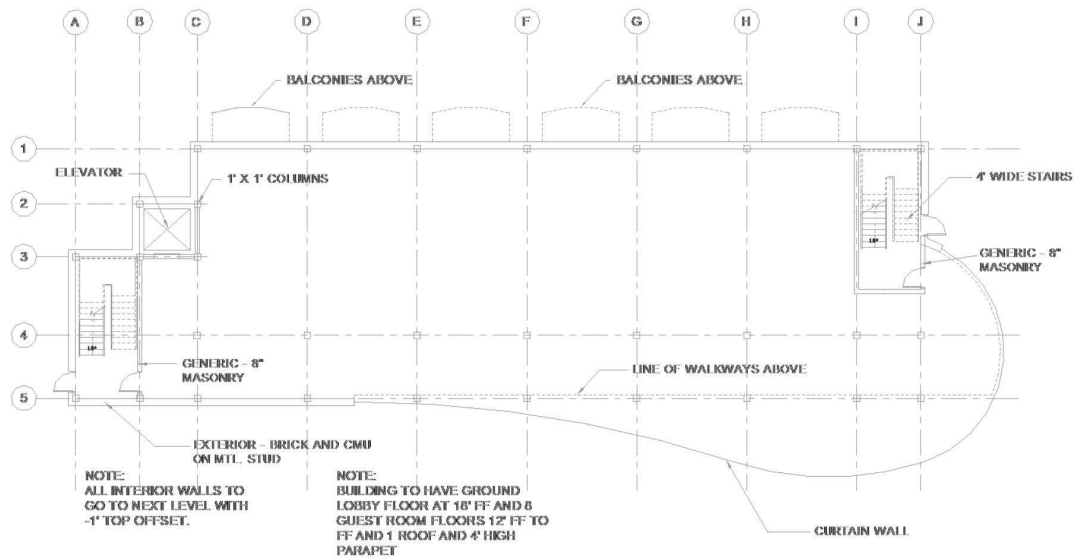 A B C D E F G H I J
BALCONIES ABOVE
BALCONIES ABOVE
1
ELEVATOR
1' X 1' COLUMNS
4' WIDE STAIRS
2
UP
3
GENERIC - 8"
MASONRY
4
UP
GENERIC - 8"
MASONRY
LINE OF WALKWAYS ABOVE
5
EXTERIOR - BRICK AND CMU
ON MTL. STUD
NOTE:
ALL INTERIOR WALLS TO
GO TO NEXT LEVEL WITH
-1' TOP OFFSET.
NOTE:
BUILDING TO HAVE GROUND
LOBBY FLOOR AT 18' FF AND 8
GUEST ROOM FLOORS 12' FF TO
FF AND 1 ROOF AND 4' HIGH
PARAPET
CURTAIN WALL